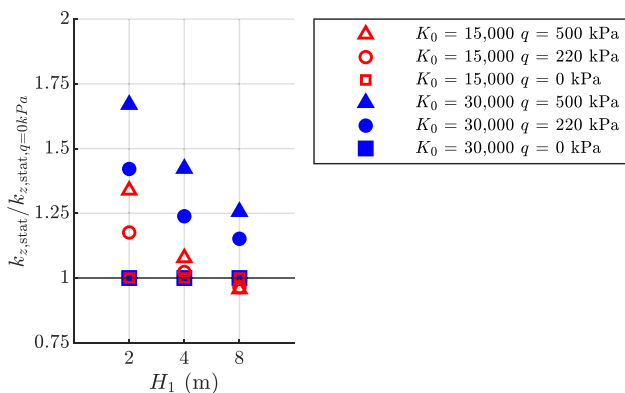 2
1.75
1.5
1.25
1
0.75
k_{z,stat}/k_{z,stat,q=0kPa}
2 4 8
H_1 (m)
K_0 = 15,000 q = 500 kPa
K_0 = 15,000 q = 220 kPa
K_0 = 15,000 q = 0 kPa
K_0 = 30,000 q = 500 kPa
K_0 = 30,000 q = 220 kPa
K_0 = 30,000 q = 0 kPa